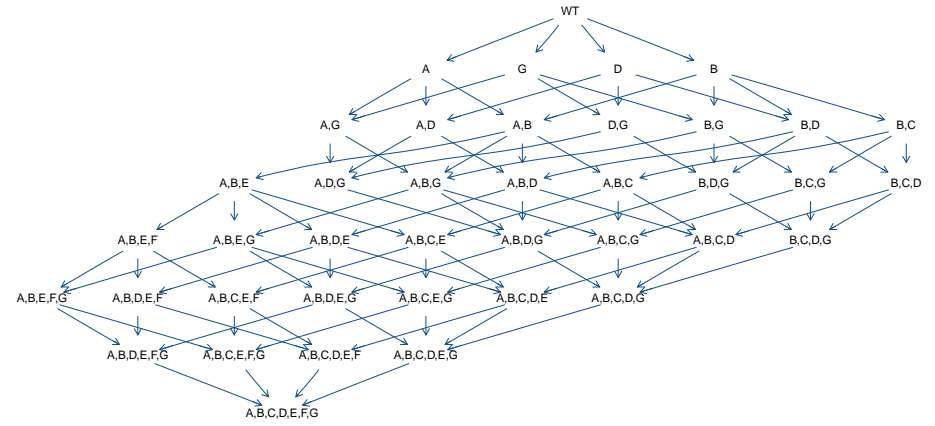 WT
A G D B
A,G A,D A,B D,G B,G B,D B,C
A,B,E A,D,G A,B,G A,B,D A,B,C B,D,G B,C,G B,C,D
A,B,E,F A,B,E,G A,B,D,E A,B,C,E A,B,D,G A,B,C,G A,B,C,D B,C,D,G
A,B,E,F,G A,B,D,E,F A,B,C,E,F A,B,D,E,G A,B,C,E,G A,B,C,D,E A,B,C,D,G
A,B,D,E,F,G A,B,C,E,F,G A,B,C,D,E,F A,B,C,D,E,G
A,B,C,D,E,F,G